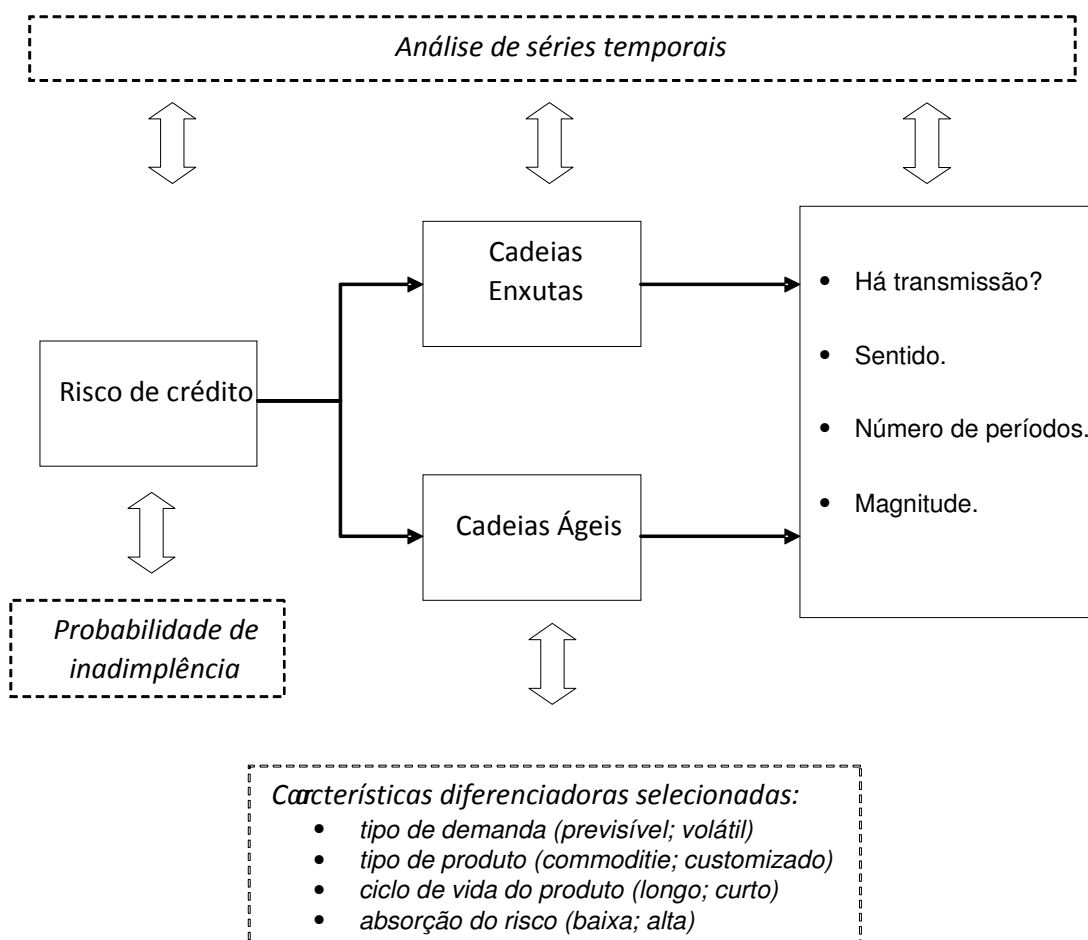 Análise de séries temporais
Cadeias
Enxutas
Risco de crédito
Cadeias Ágeis
• Há transmissão?
• Sentido.
• Número de períodos.
• Magnitude.
Probabilidade de
inadimplência
Características diferenciadoras selecionadas:
• tipo de demanda (previsível; volátil)
• tipo de produto (commoditie; customizado)
• ciclo de vida do produto (longo; curto)
• absorção do risco (baixa; alta)